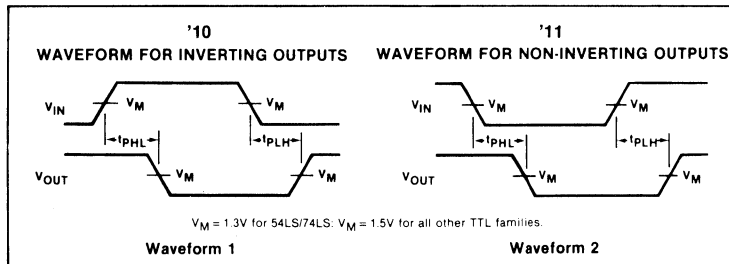 '10
WAVEFORM FOR INVERTING OUTPUTS
VIN
VM
VM
tPHL
tPLH
VOUT
VM
VM
'11
WAVEFORM FOR NON-INVERTING OUTPUTS
VIN
VM
VM
tPHL
tPLH
VOUT
VM
VM
VM = 1.3V for 54LS/74LS: VM = 1.5V for all other TTL families.
Waveform 1
Waveform 2